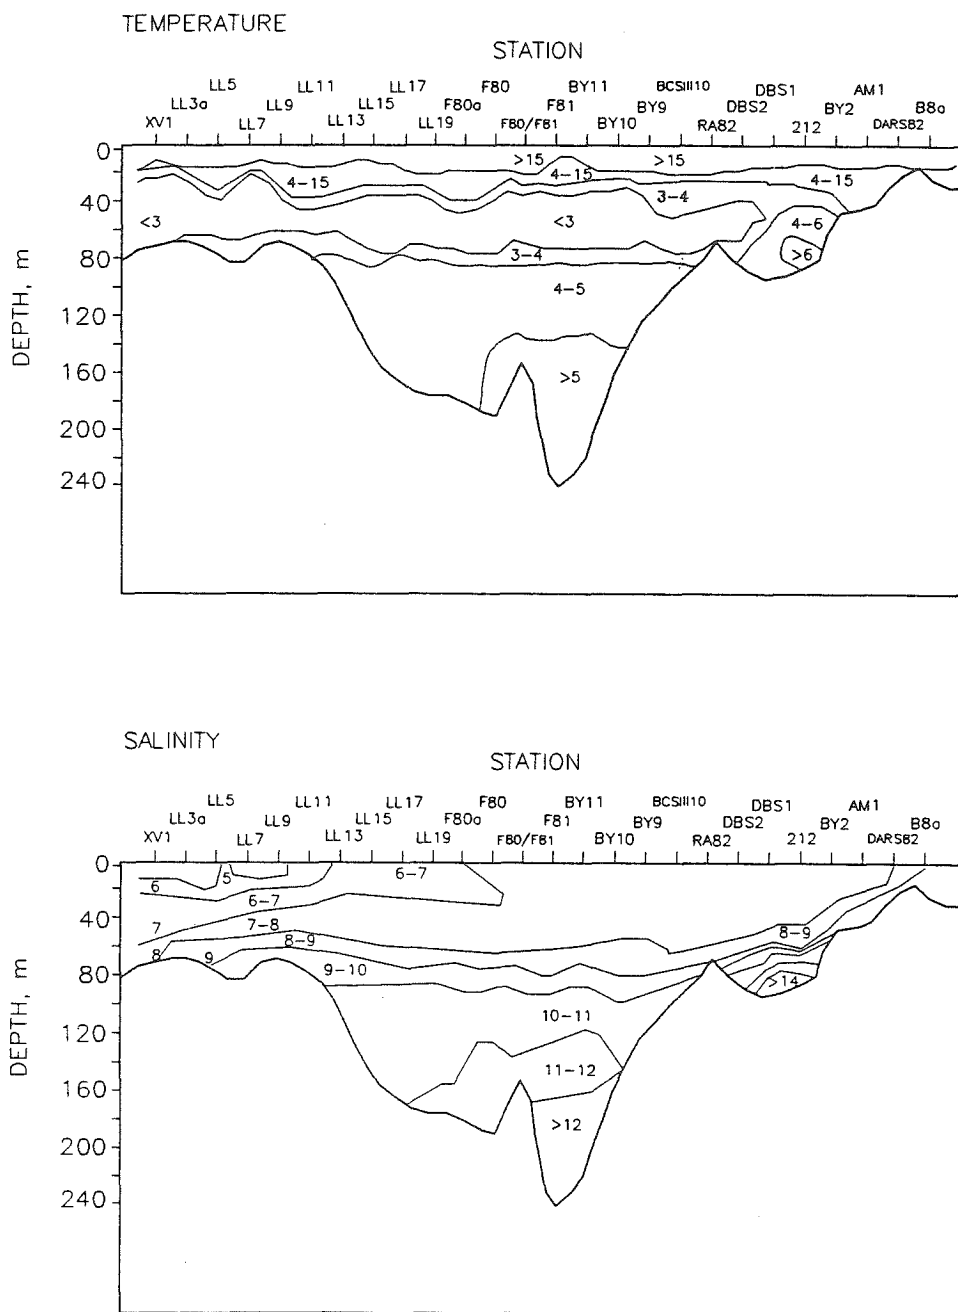 TEMPERATURE
STATION
LL5 LL11 LL17 F80 BY11 BCSIII10 DBS1 AM1
LL3a LL9 LL15 F80a F81 BY9 DBS2 BY2 B8a
XV1 LL7 LL13 LL19 F80/F81 BY10 RA82 212 DARS82
0
>15 >15
4-15 4-15 4-15
40
3-4
<3 <3 4-6
80
3-4 >6
4-5
120
160
>5
200
240
DEPTH, m
SALINITY
STATION
LL5 LL11 LL17 F80 BY11 BCSIII10 DBS1 AM1
LL3a LL9 LL15 F80a F81 BY9 DBS2 BY2 B8a
XV1 LL7 LL13 LL19 F80/F81 BY10 RA82 212 DARS82
0
6 5 6-7
6-7
40
7 7-8 8-9
8 9 8-9
80
9-10 >14
10-11
120
11-12
160
>12
200
240
DEPTH, m